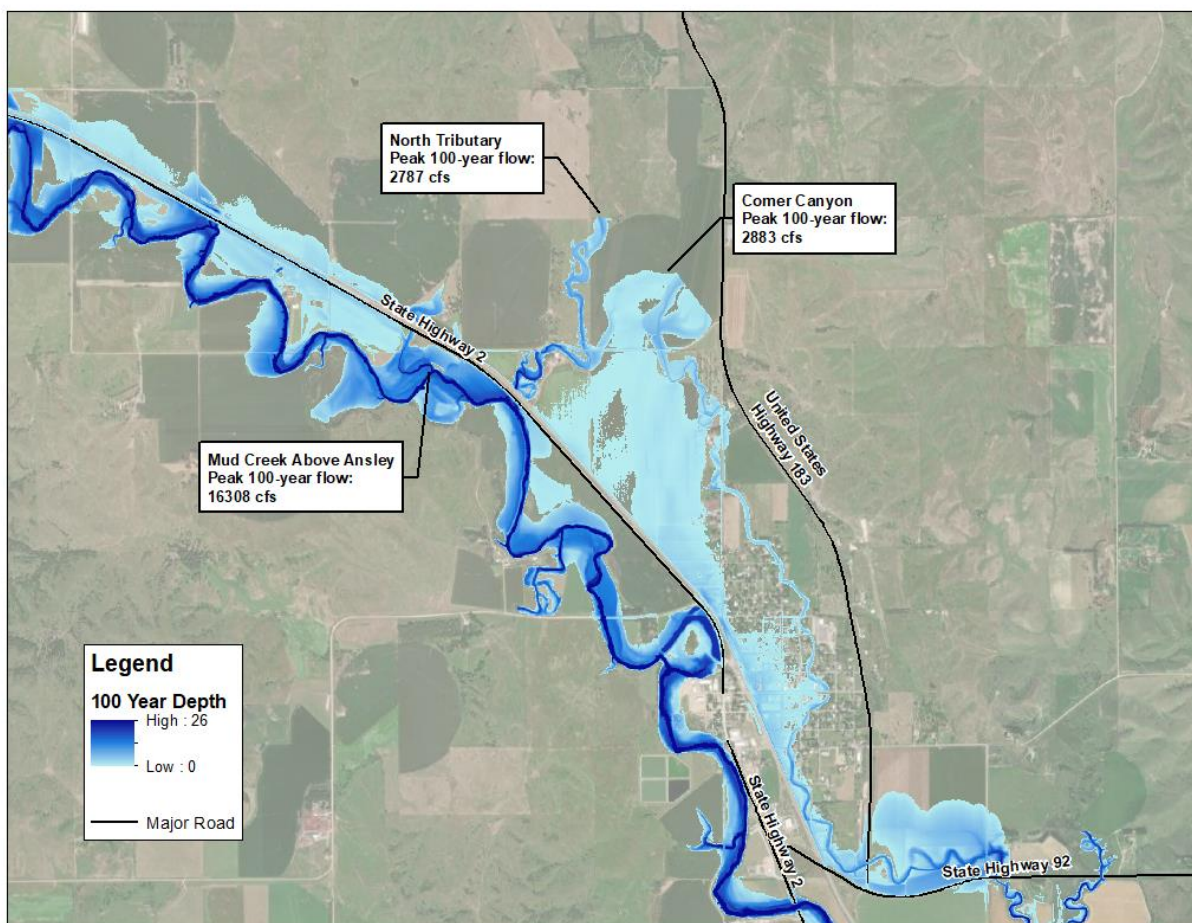 North Tributary
Peak 100-year flow:
2787 cfs
Comer Canyon
Peak 100-year flow:
2883 cfs
State Highway 2
United States
Highway 183
Mud Creek Above Ansley
Peak 100-year flow:
16308 cfs
Legend
100 Year Depth
High : 26
Low : 0
Major Road
State Highway 2
State Highway 92